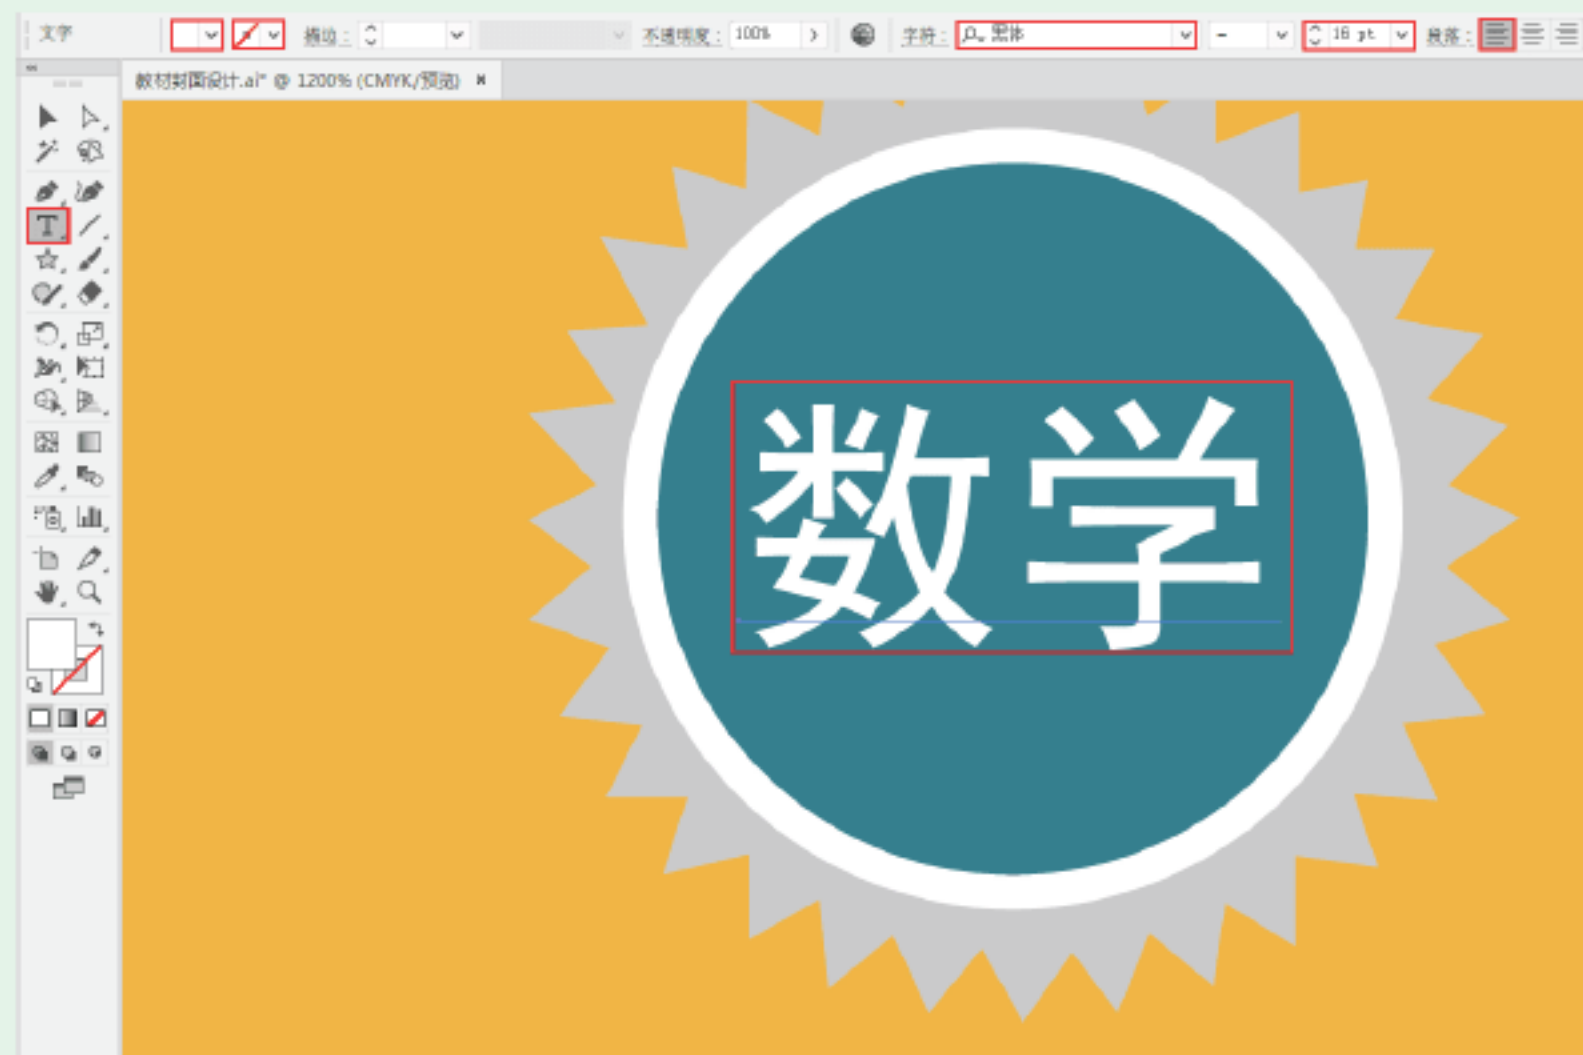 文字 描边： 不透明度： 100% 字符： 黑体 - 16 pt 段落：
教材封面设计.ai* @ 1200% (CMYK/预览) ×
数学